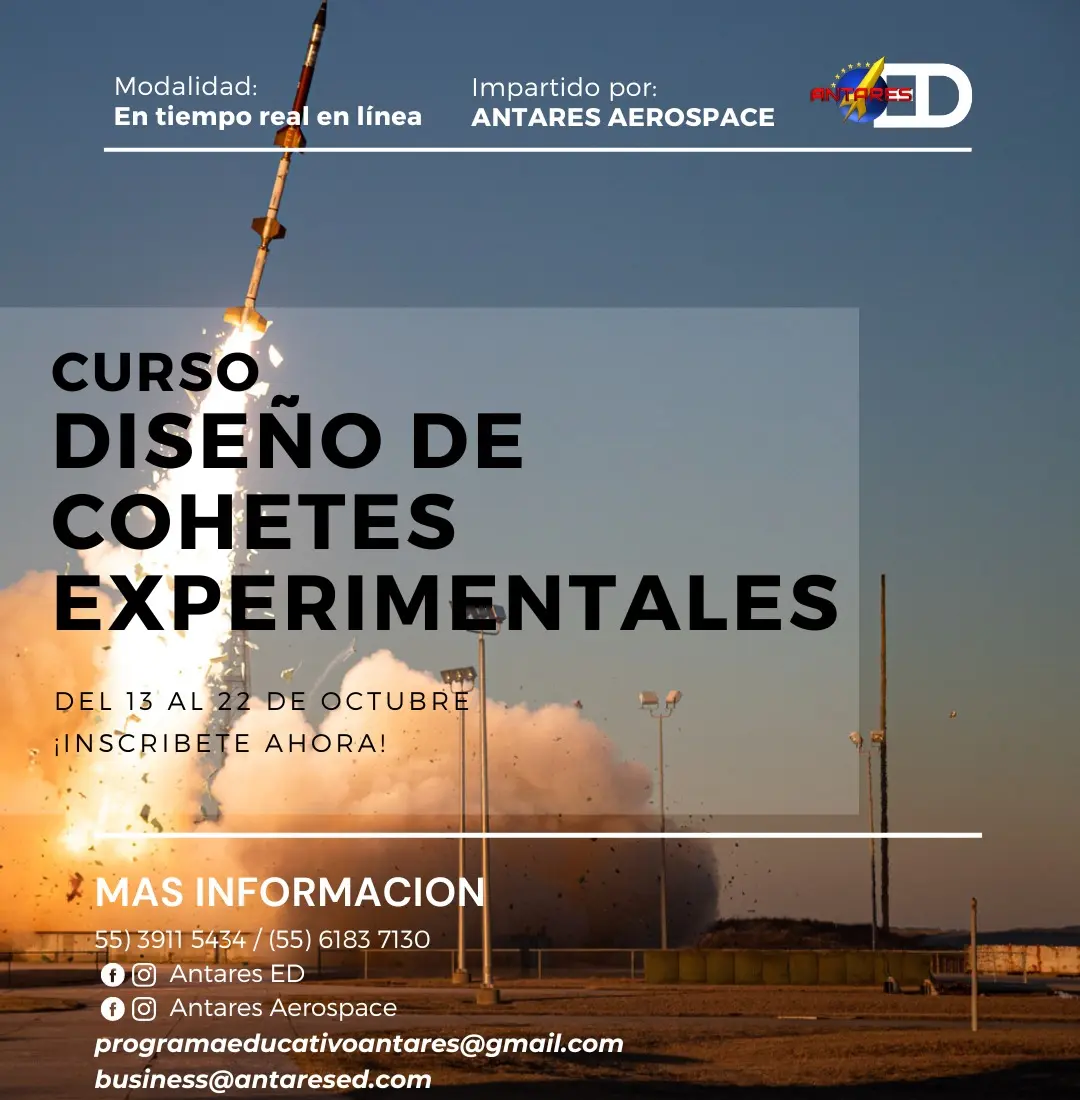 Modalidad:
En tiempo real en línea
Impartido por:
ANTARES AEROSPACE
ANTARES ED
CURSO
DISEÑO DE
COHETES
EXPERIMENTALES
DEL 13 AL 22 DE OCTUBRE
¡INSCRIBETE AHORA!
MAS INFORMACION
55) 3911 5434 / (55) 6183 7130
Antares ED
Antares Aerospace
programaeducativoantares@gmail.com
business@antaresed.com